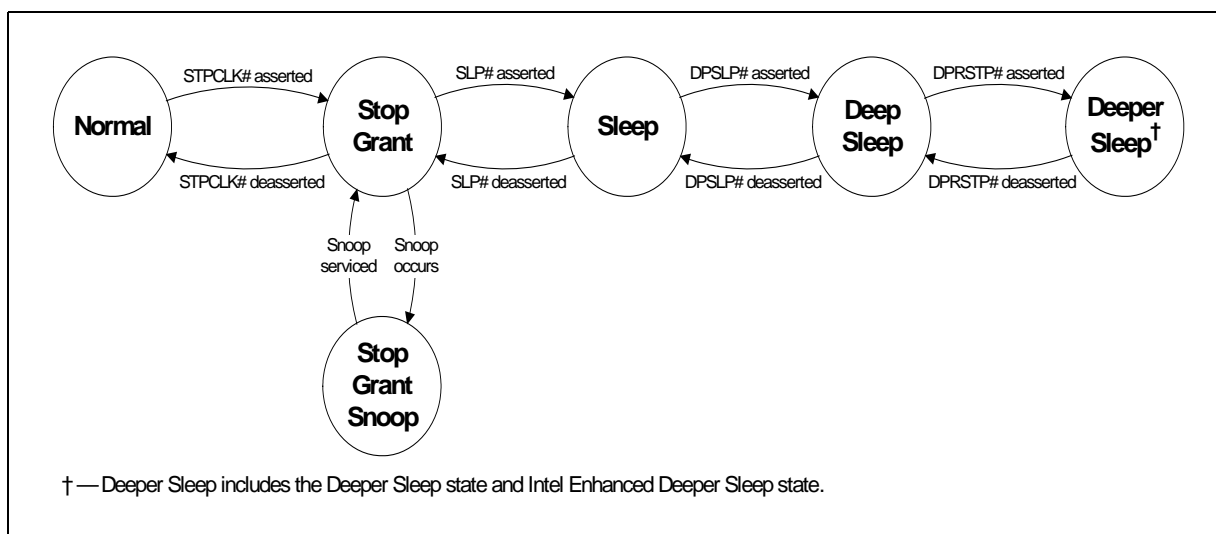 STPCLK# asserted
SLP# asserted
DPSLP# asserted
DPRSTP# asserted
Normal
Stop
Grant
Sleep
Deep
Sleep
Deeper
Sleep†
STPCLK# deasserted
SLP# deasserted
DPSLP# deasserted
DPRSTP# deasserted
Snoop
serviced
Snoop
occurs
Stop
Grant
Snoop
† — Deeper Sleep includes the Deeper Sleep state and Intel Enhanced Deeper Sleep state.